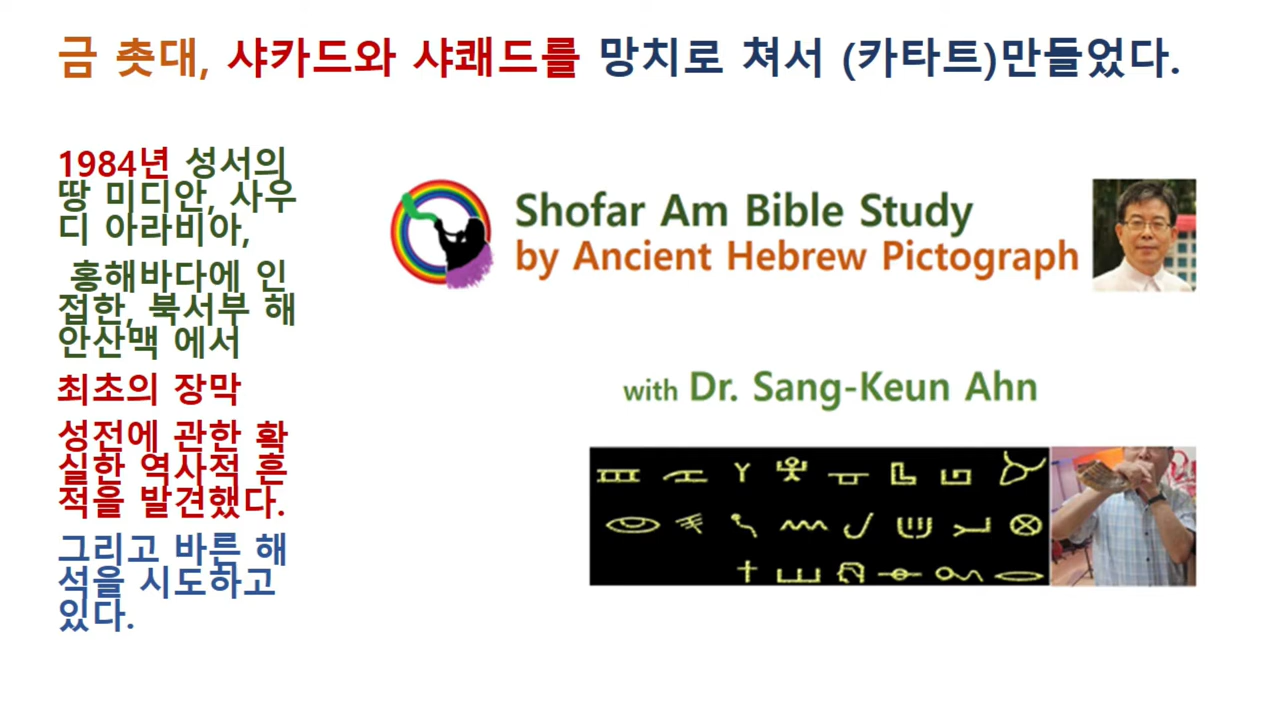 금 촛대, 샤카드와 샤쾌드를 망치로 쳐서 (카타트)만들었다.
1984년 성서의
땅 미디안, 사우
디 아라비아,
홍해바다에 인
접한, 북서부 해
안산맥 에서
최초의 장막
성전에 관한 확
실한 역사적 흔
적을 발견했다.
그리고 바른 해
석을 시도하고
있다.
Shofar Am Bible Study
by Ancient Hebrew Pictograph
with Dr. Sang-Keun Ahn